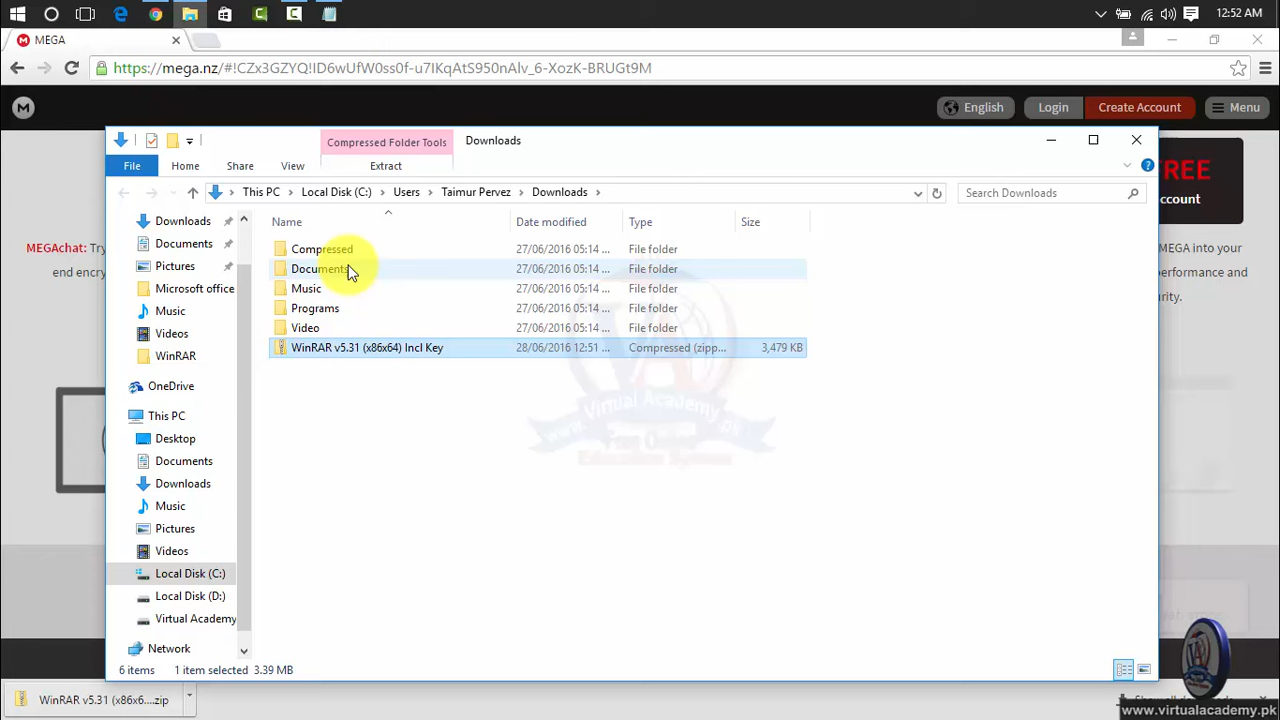 12:52 AM
MEGA
https://mega.nz/#!CZx3GZYQ!ID6wUfW0ss0f-u7IKqAtS950nAlv_6-XozK-BRUGt9M
English
Login
Create Account
Menu
Compressed Folder Tools
Downloads
File
Home
Share
View
Extract
This PC
Local Disk (C:)
Users
Taimur Pervez
Downloads
Search Downloads
Name
Date modified
Type
Size
Downloads
Documents
Pictures
Microsoft office
Music
Videos
WinRAR
OneDrive
This PC
Desktop
Documents
Downloads
Music
Pictures
Videos
Local Disk (C:)
Local Disk (D:)
Virtual Academy
Network
Compressed 27/06/2016 05:14 ... File folder
Documents 27/06/2016 05:14 ... File folder
Music 27/06/2016 05:14 ... File folder
Programs 27/06/2016 05:14 ... File folder
Video 27/06/2016 05:14 ... File folder
WinRAR v5.31 (x86x64) Incl Key 28/06/2016 12:51 ... Compressed (zipp... 3,479 KB
Virtual Academy.pk
6 items 1 item selected 3.39 MB
MEGAchat: Try
end encry
REE
ccount
MEGA into your
performance and
urity.
WinRAR v5.31 (x86x6....zip
www.virtualacademy.pk